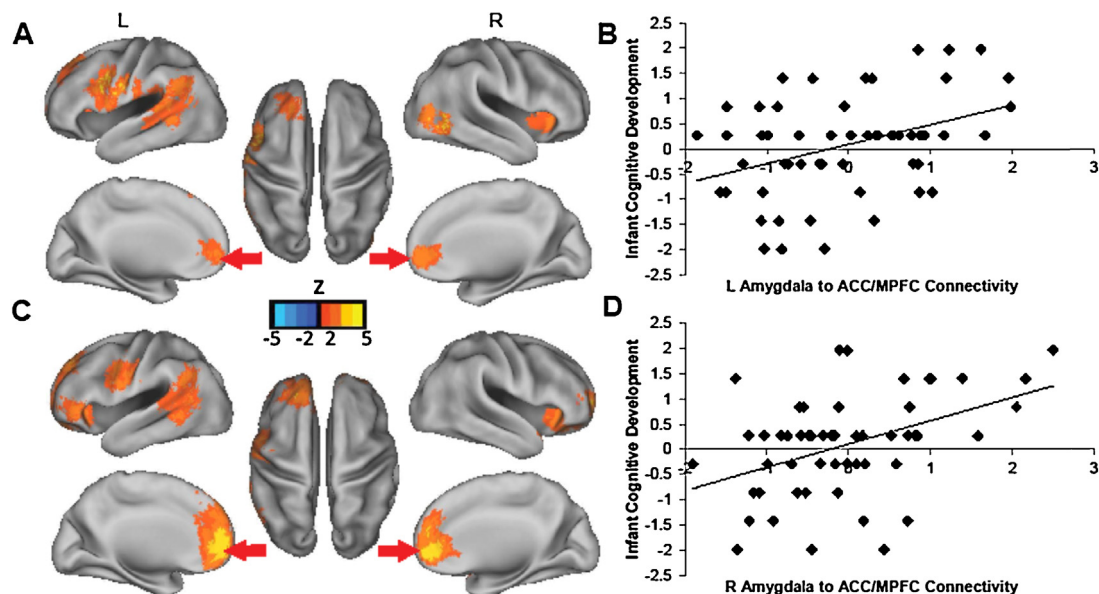 A
L
R
B
2.5
2
1.5
1
0.5
0
-0.5
-1
-1.5
-2
-2.5
-2
-1
0
1
2
3
Infant Cognitive Development
L Amygdala to ACC/MPFC Connectivity
Z
-5 -2 2 5
C
D
2.5
2
1.5
1
0.5
0
-0.5
-1
-1.5
-2
-2.5
-2
-1
0
1
2
3
Infant Cognitive Development
R Amygdala to ACC/MPFC Connectivity